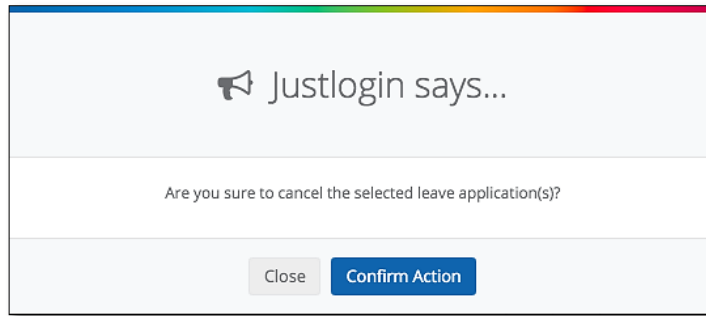 Justlogin says...
Are you sure to cancel the selected leave application(s)?
Close
Confirm Action